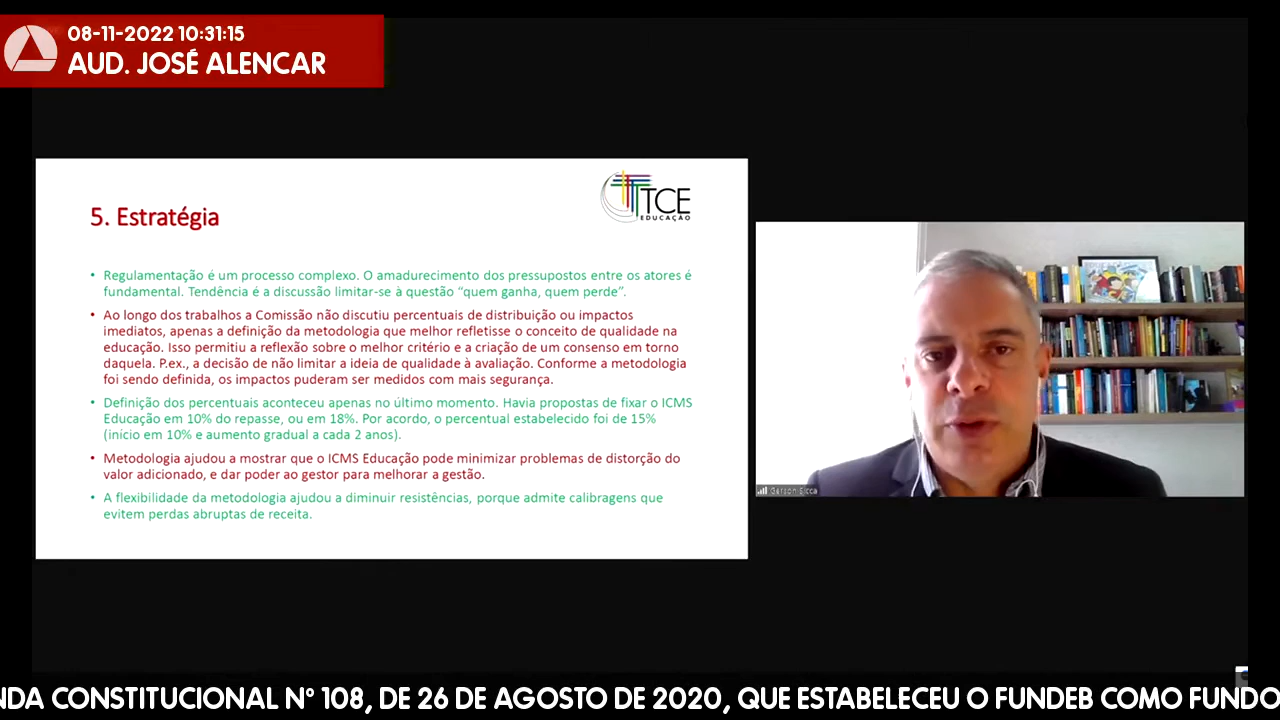 08-11-2022 10:31:15
AUD. JOSÉ ALENCAR
TCE
EDUCAÇÃO
5. Estratégia
• Regulamentação é um processo complexo. O amadurecimento dos pressupostos entre os atores é
fundamental. Tendência é a discussão limitar-se à questão “quem ganha, quem perde”.
• Ao longo dos trabalhos a Comissão não discutiu percentuais de distribuição ou impactos
imediatos, apenas a definição da metodologia que melhor refletisse o conceito de qualidade na
educação. Isso permitiu a reflexão sobre o melhor critério e a criação de um consenso em torno
daquela. P.ex., a decisão de não limitar a ideia de qualidade à avaliação. Conforme a metodologia
foi sendo definida, os impactos puderam ser medidos com mais segurança.
• Definição dos percentuais aconteceu apenas no último momento. Havia propostas de fixar o ICMS
Educação em 10% do repasse, ou em 18%. Por acordo, o percentual estabelecido foi de 15%
(início em 10% e aumento gradual a cada 2 anos).
• Metodologia ajudou a mostrar que o ICMS Educação pode minimizar problemas de distorção do
valor adicionado, e dar poder ao gestor para melhorar a gestão.
• A flexibilidade da metodologia ajudou a diminuir resistências, porque admite calibragens que
evitem perdas abruptas de receita.
Gerson Sicca
NDA CONSTITUCIONAL Nº 108, DE 26 DE AGOSTO DE 2020, QUE ESTABELECEU O FUNDEB COMO FUNDO